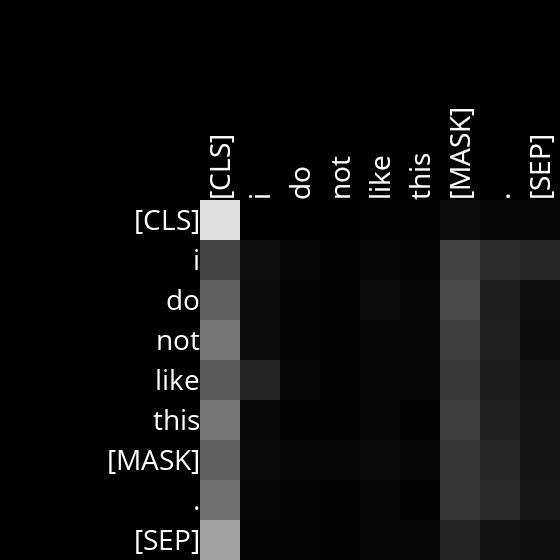 [CLS] i do not like this [MASK] . [SEP]
[CLS]
i
do
not
like
this
[MASK]
.
[SEP]